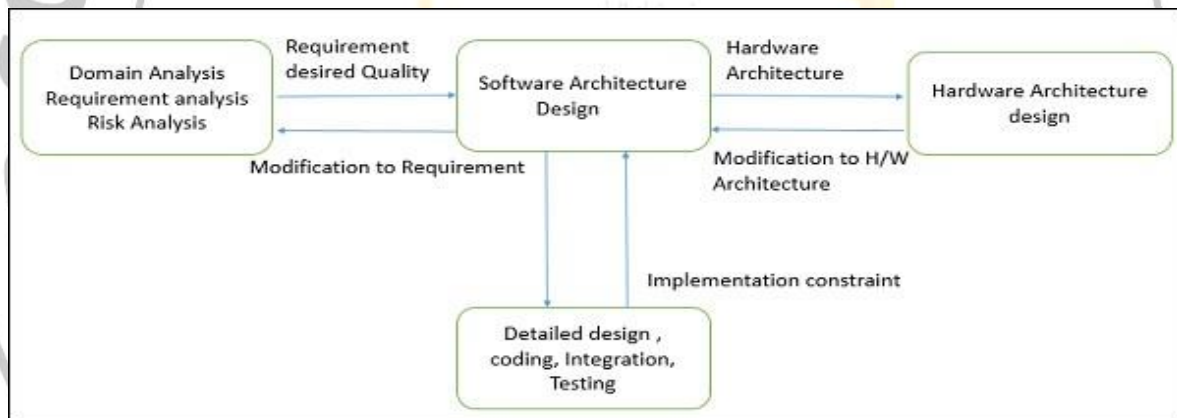 Domain Analysis
Requirement analysis
Risk Analysis
Requirement
desired Quality
Modification to Requirement
Software Architecture
Design
Hardware
Architecture
Modification to H/W
Architecture
Hardware Architecture
design
Implementation constraint
Detailed design ,
coding, Integration,
Testing